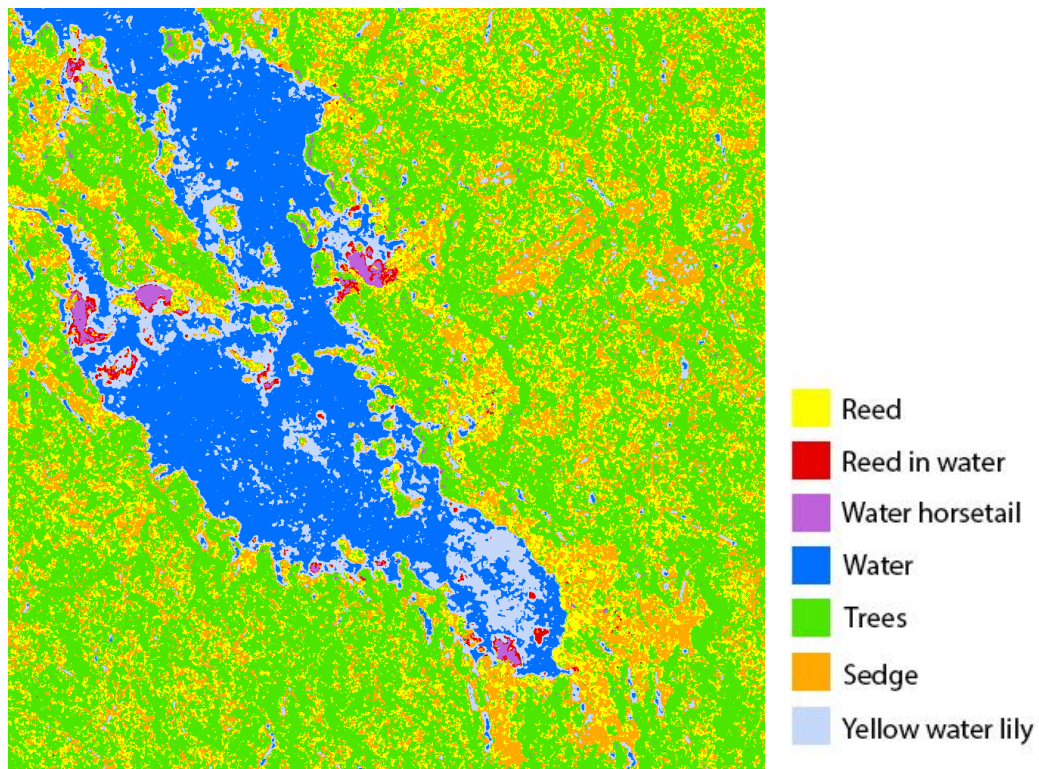 Reed
Reed in water
Water horsetail
Water
Trees
Sedge
Yellow water lily